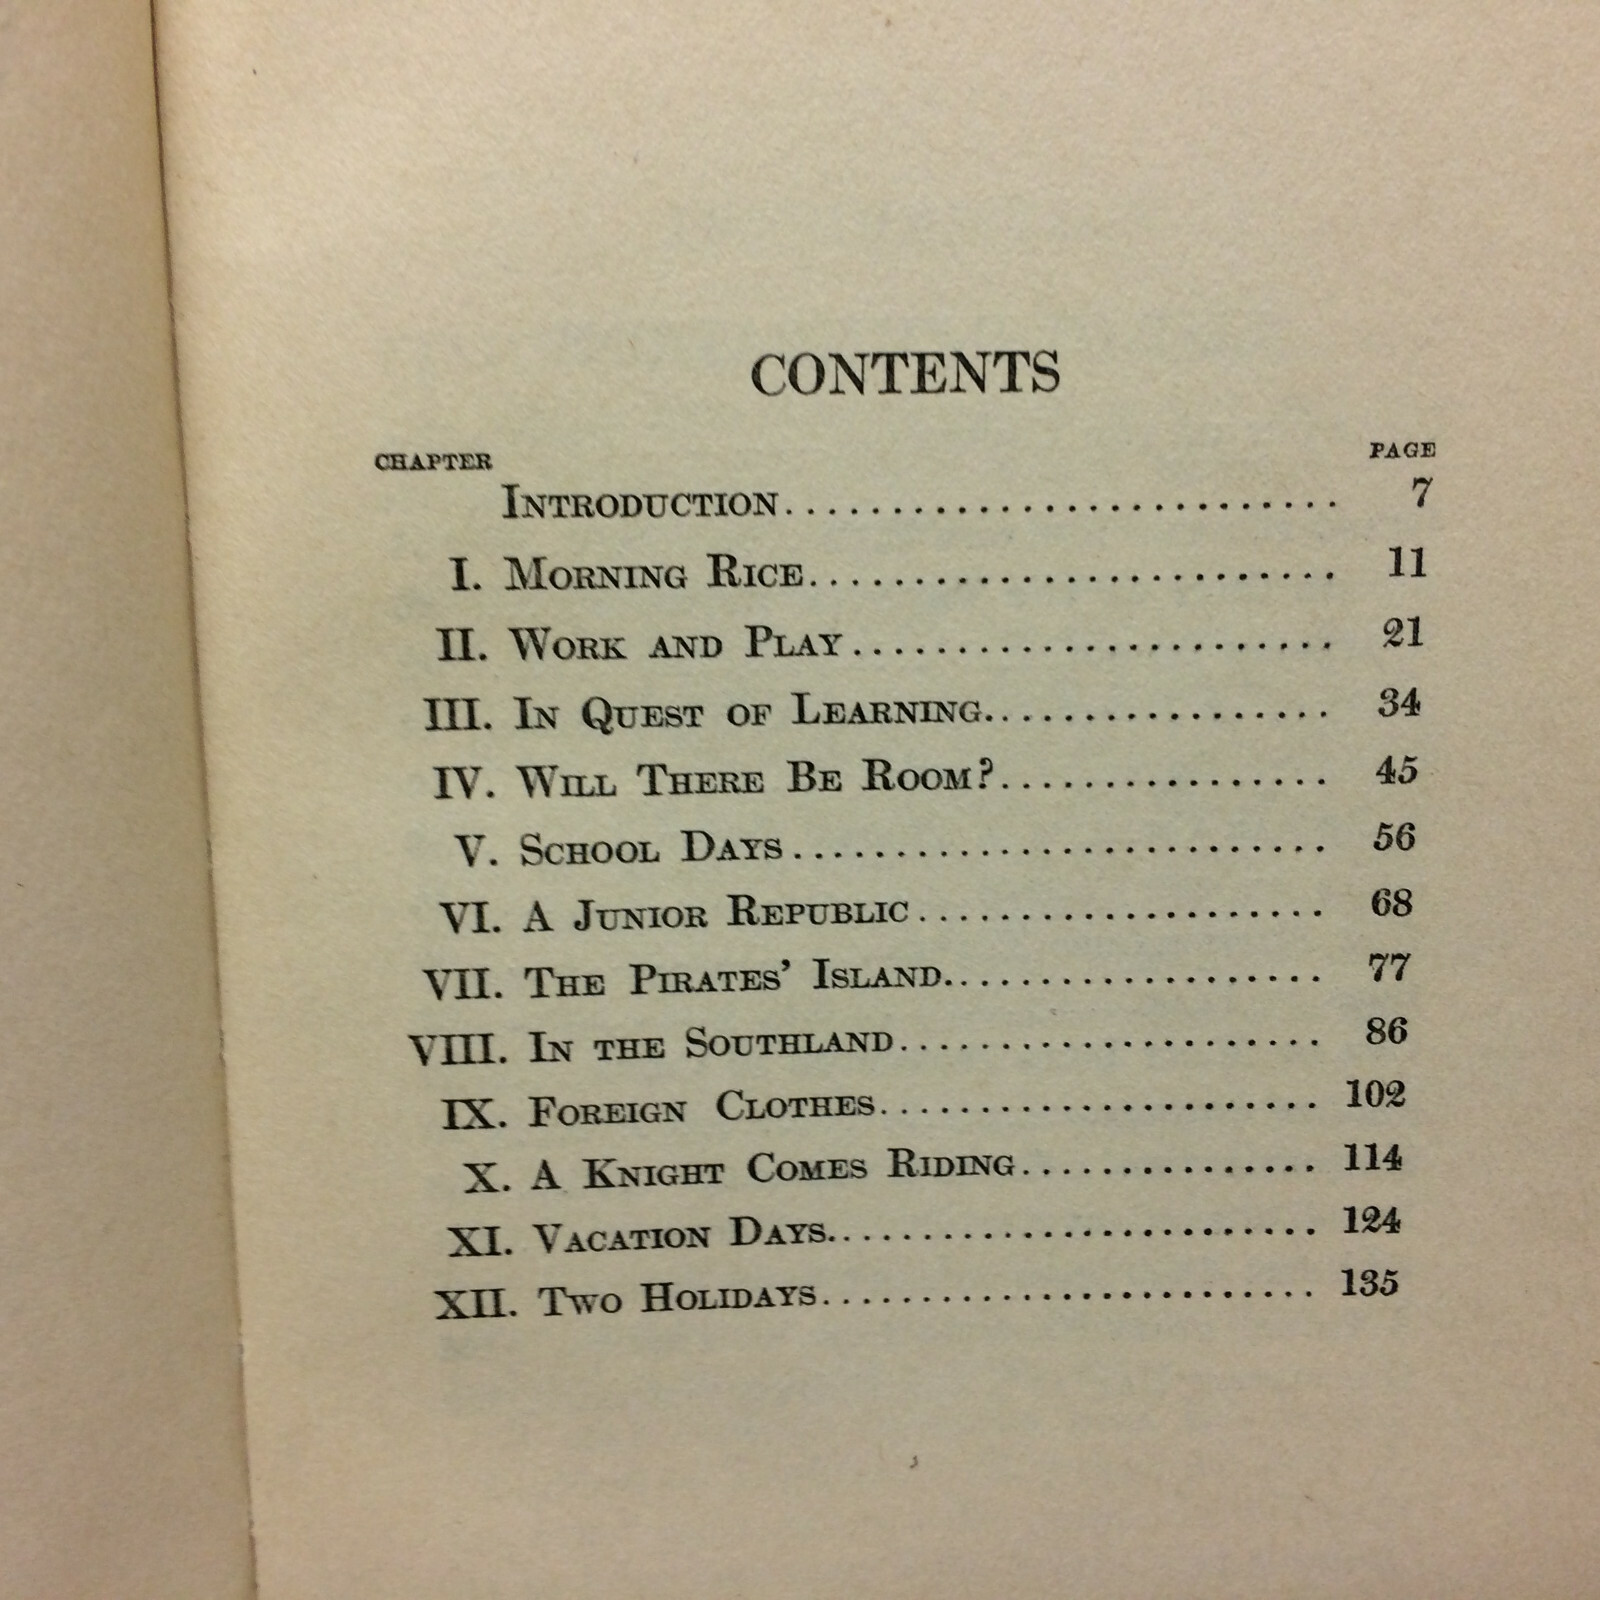 CONTENTS
CHAPTER PAGE
INTRODUCTION........................... 7
I. MORNING RICE.......................... 11
II. WORK AND PLAY........................ 21
III. IN QUEST OF LEARNING................. 34
IV. WILL THERE BE ROOM?................ 45
V. SCHOOL DAYS........................... 56
VI. A JUNIOR REPUBLIC.................... 68
VII. THE PIRATES' ISLAND................... 77
VIII. IN THE SOUTHLAND..................... 86
IX. FOREIGN CLOTHES...................... 102
X. A KNIGHT COMES RIDING............... 114
XI. VACATION DAYS......................... 124
XII. TWO HOLIDAYS......................... 135